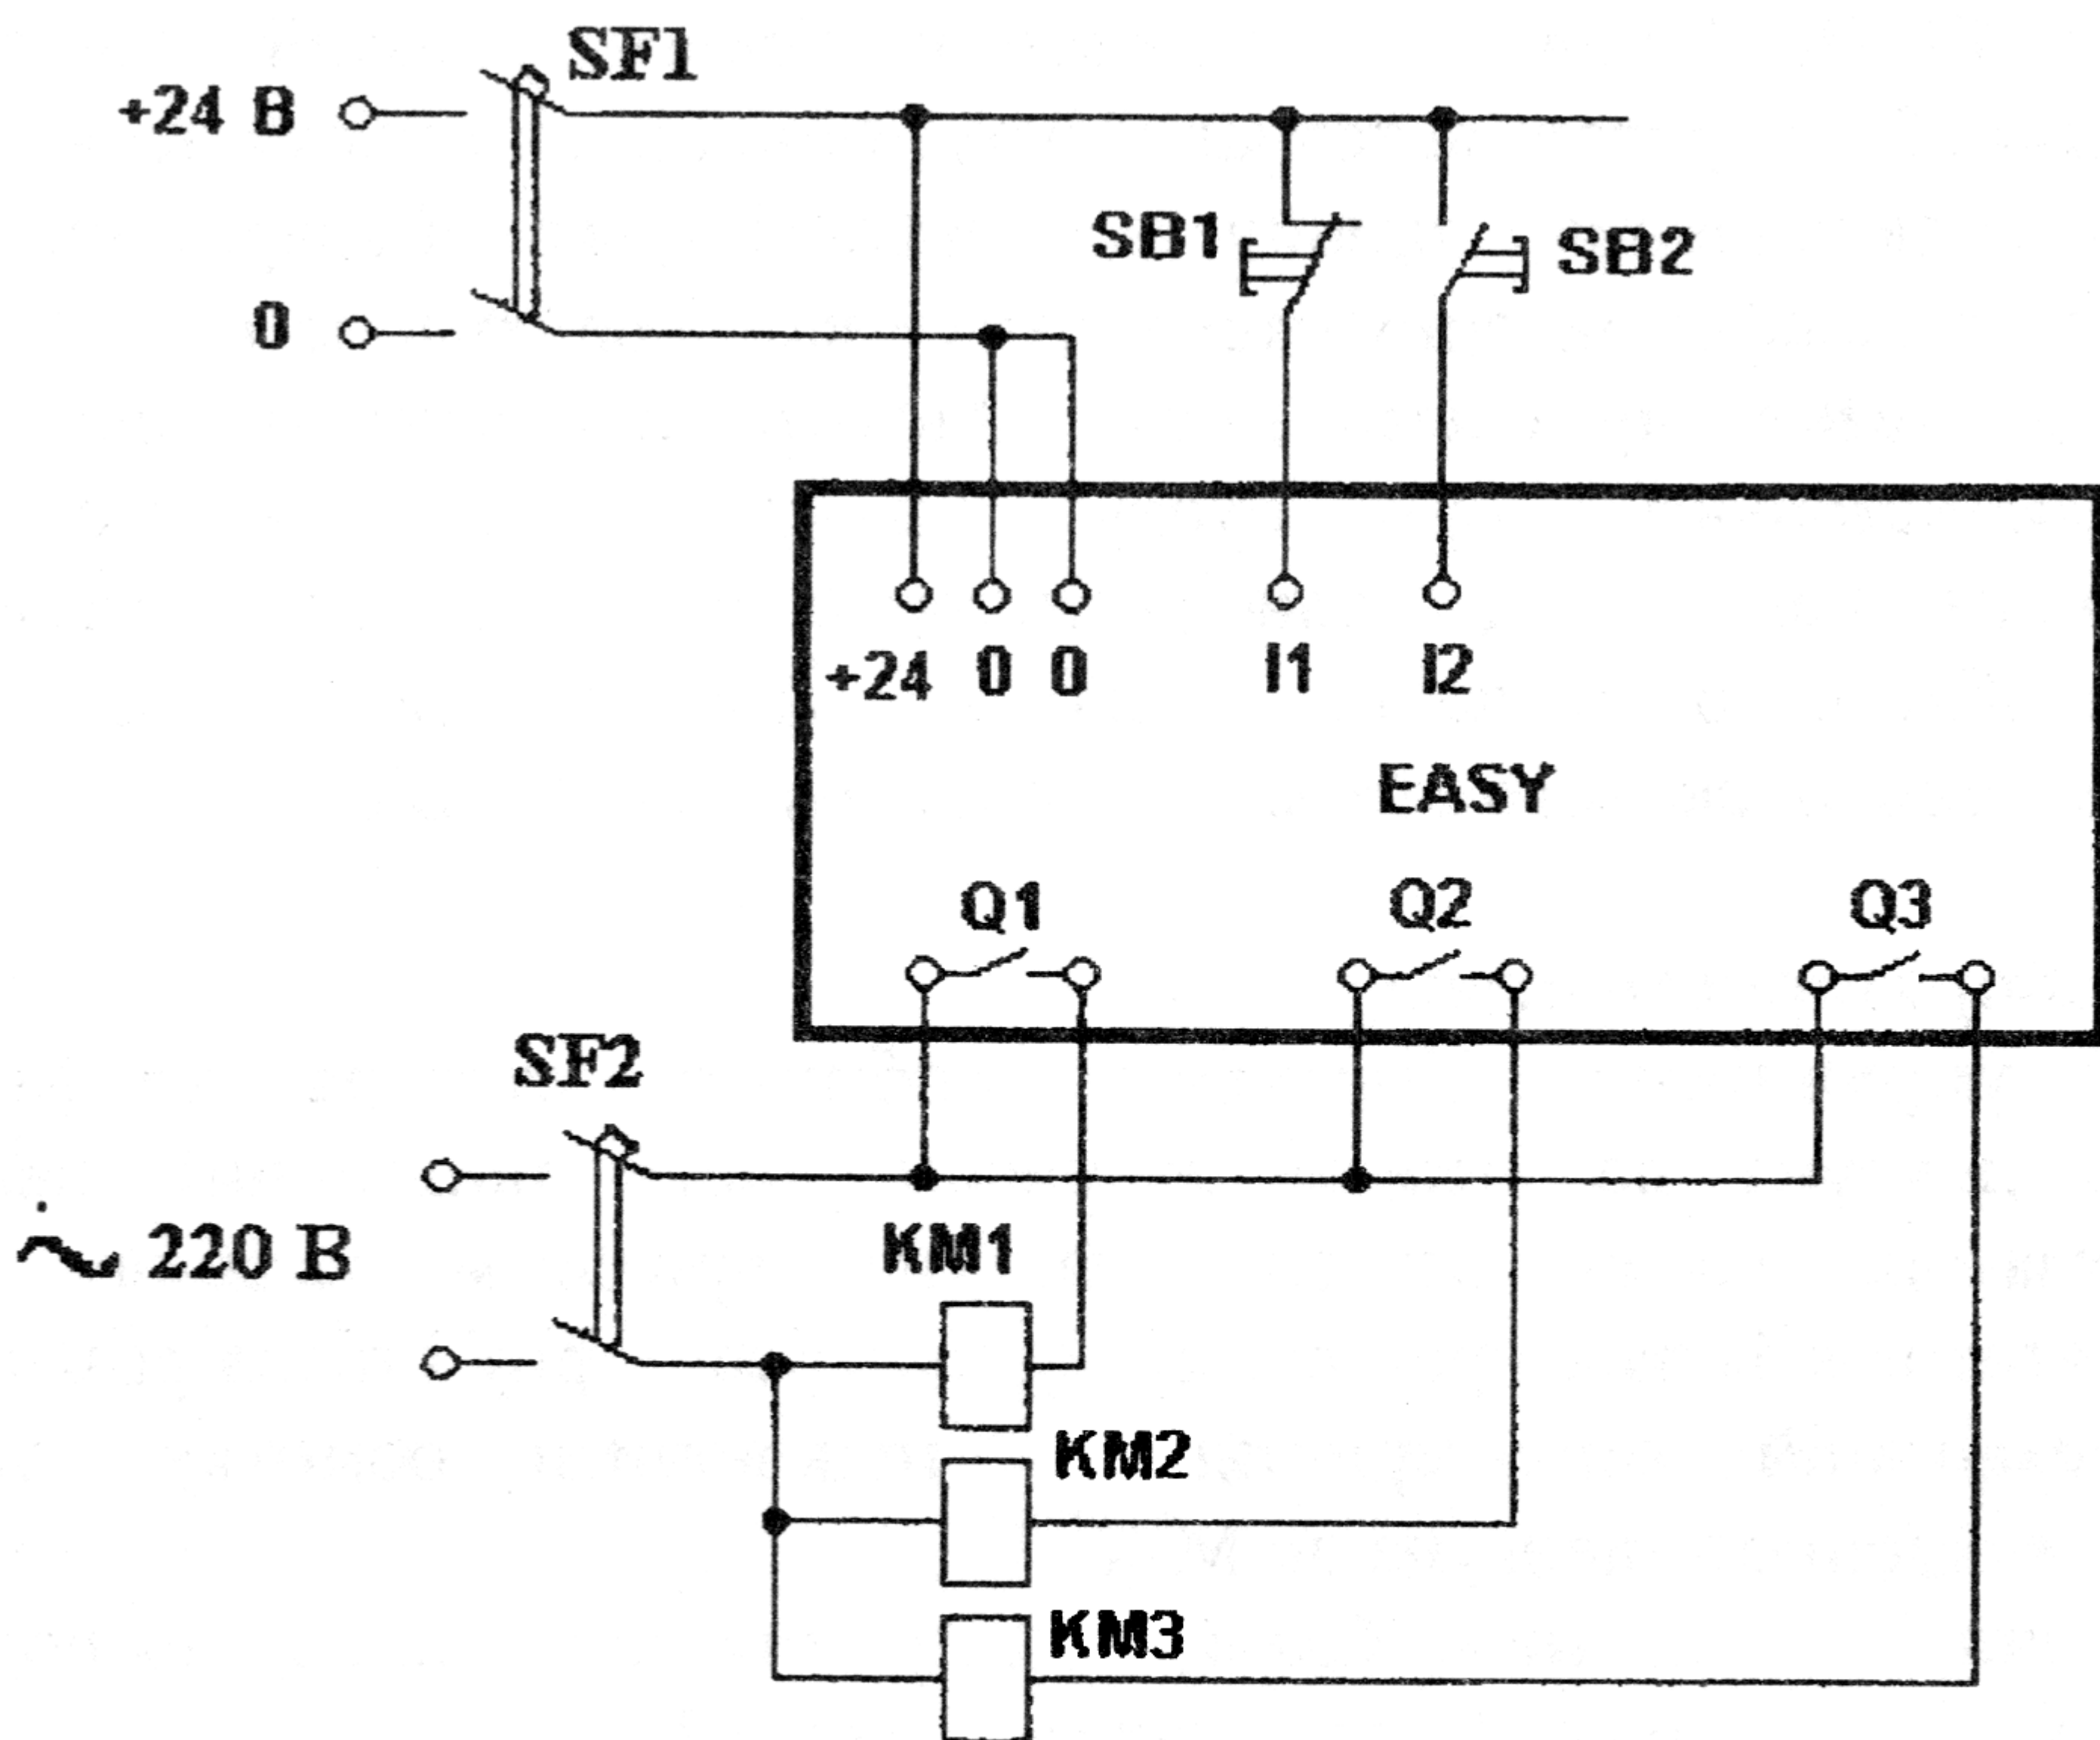 SF1
+24 В
SB1
SB2
0
+24 0 0 I1 I2
EASY
Q1 Q2 Q3
SF2
~ 220 В
KM1
KM2
KM3